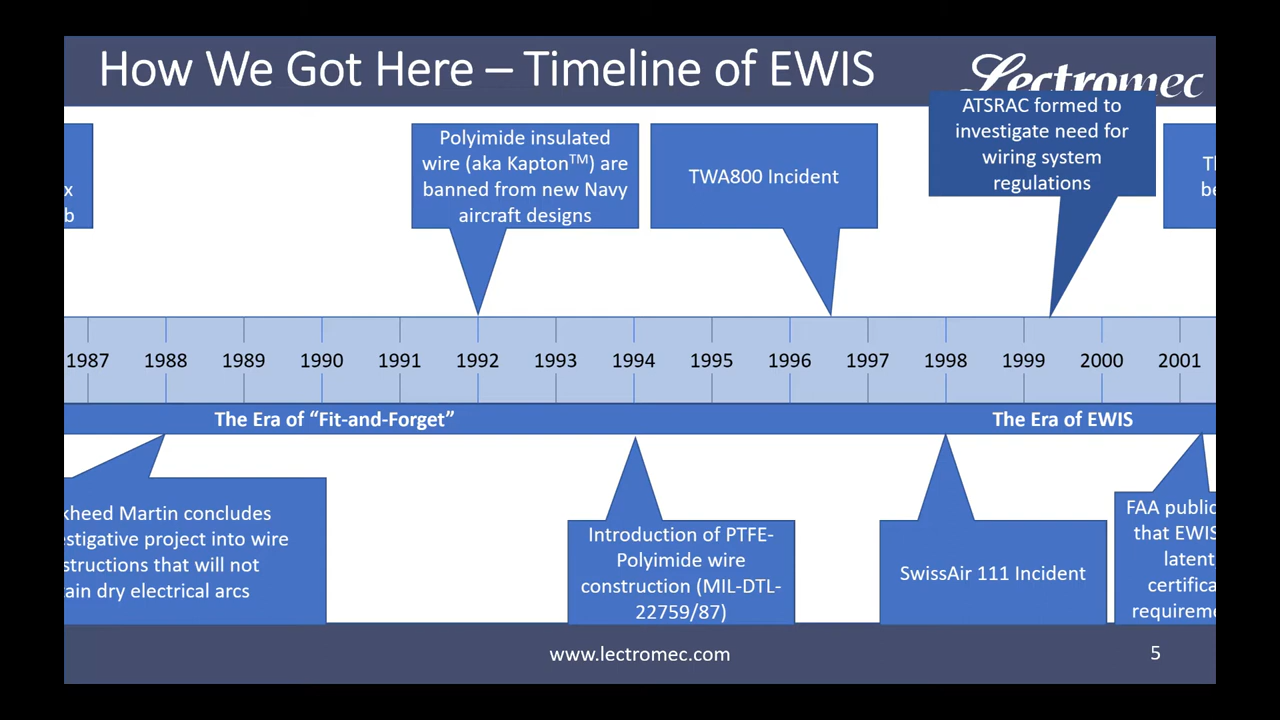 How We Got Here – Timeline of EWIS
Lectromec
x
b
Polyimide insulated
wire (aka Kapton™) are
banned from new Navy
aircraft designs
TWA800 Incident
ATSRAC formed to
investigate need for
wiring system
regulations
Th
be
1987 1988 1989 1990 1991 1992 1993 1994 1995 1996 1997 1998 1999 2000 2001
The Era of “Fit-and-Forget”
The Era of EWIS
kheed Martin concludes
estigative project into wire
structions that will not
ain dry electrical arcs
Introduction of PTFE-
Polyimide wire
construction (MIL-DTL-
22759/87)
SwissAir 111 Incident
FAA public
that EWIS
latent
certifica
requireme
www.lectromec.com
5